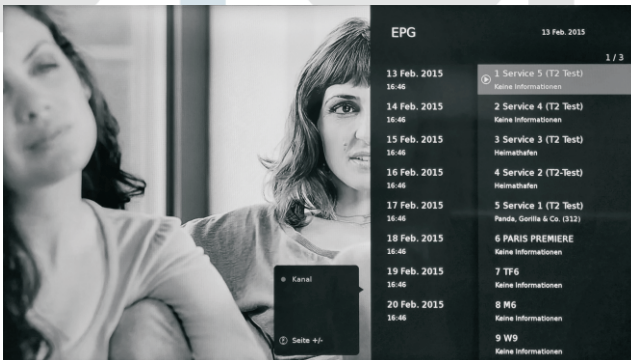 EPG
13 Feb. 2015
1 / 3
13 Feb. 2015
16:46
14 Feb. 2015
16:46
15 Feb. 2015
16:46
16 Feb. 2015
16:46
17 Feb. 2015
16:46
18 Feb. 2015
16:46
19 Feb. 2015
16:46
20 Feb. 2015
16:46
1 Service 5 (T2 Test)
Keine Informationen
2 Service 4 (T2 Test)
Keine Informationen
3 Service 3 (T2 Test)
Heimathafen
4 Service 2 (T2-Test)
Heimathafen
5 Service 1 (T2 Test)
Panda, Gorilla & Co. (312)
6 PARIS PREMIERE
Keine Informationen
7 TF6
Keine Informationen
8 M6
Keine Informationen
9 W9
Keine Informationen
Kanal
Seite +/-